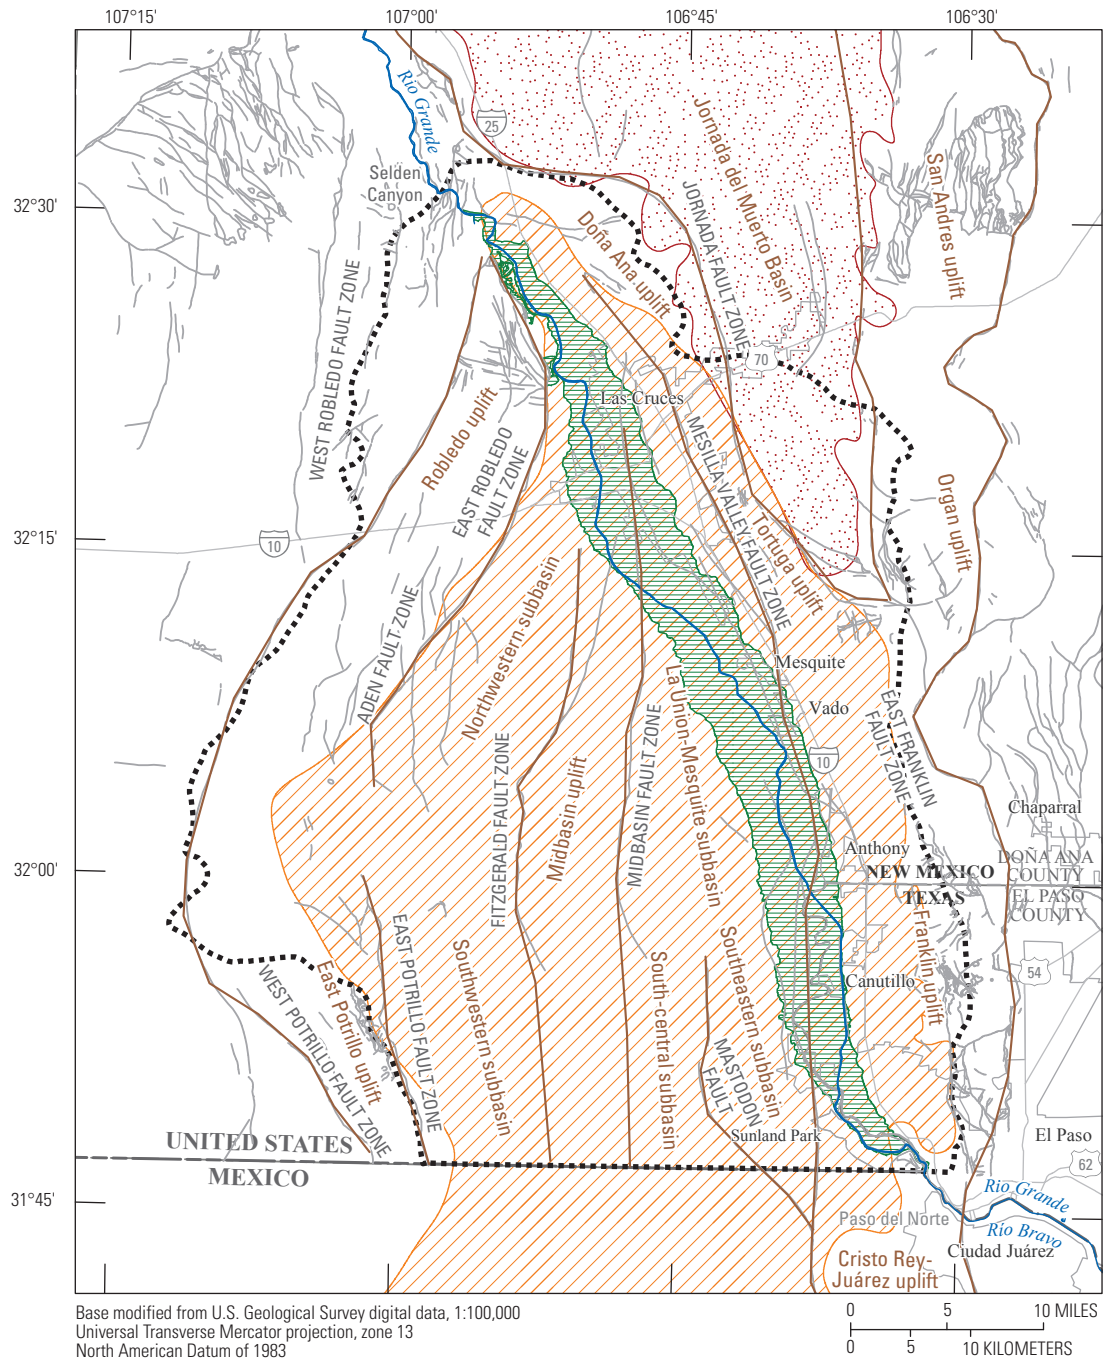 107°15'
107°00'
106°45'
106°30'
Rio Grande
25
Selden
Canyon
32°30'
Jornada del Muerto Basin
San Andres uplift
JORNADA FAULT ZONE
Doña Ana uplift
WEST ROBLEDO FAULT ZONE
70
Las Cruces
Robledo uplift
EAST ROBLEDO
FAULT ZONE
MESILLA VALLEY FAULT ZONE
Organ uplift
Tortuga uplift
32°15'
10
Northwestern subbasin
ADEN FAULT ZONE
Mesquite
La Union-Mesquite subbasin
Vado
EAST FRANKLIN
FAULT ZONE
10
FITZGERALD FAULT ZONE
Midbasin uplift
MIDBASIN FAULT ZONE
Chaparral
Anthony
32°00'
NEW MEXICO
TEXAS
DOÑA ANA
COUNTY
EL PASO
COUNTY
Franklin uplift
54
Canutillo
EAST POTRILLO FAULT ZONE
Southwestern subbasin
South-central subbasin
Southeastern subbasin
East Potrillo uplift
WEST POTRILLO FAULT ZONE
MASTODON
FAULT
Sunland Park
El Paso
62
UNITED STATES
MEXICO
31°45'
Rio Grande
Río Bravo
Paso del Norte
Ciudad Juárez
Cristo Rey-
Juárez uplift
Base modified from U.S. Geological Survey digital data, 1:100,000
Universal Transverse Mercator projection, zone 13
North American Datum of 1983
0 5 10 MILES
0 5 10 KILOMETERS